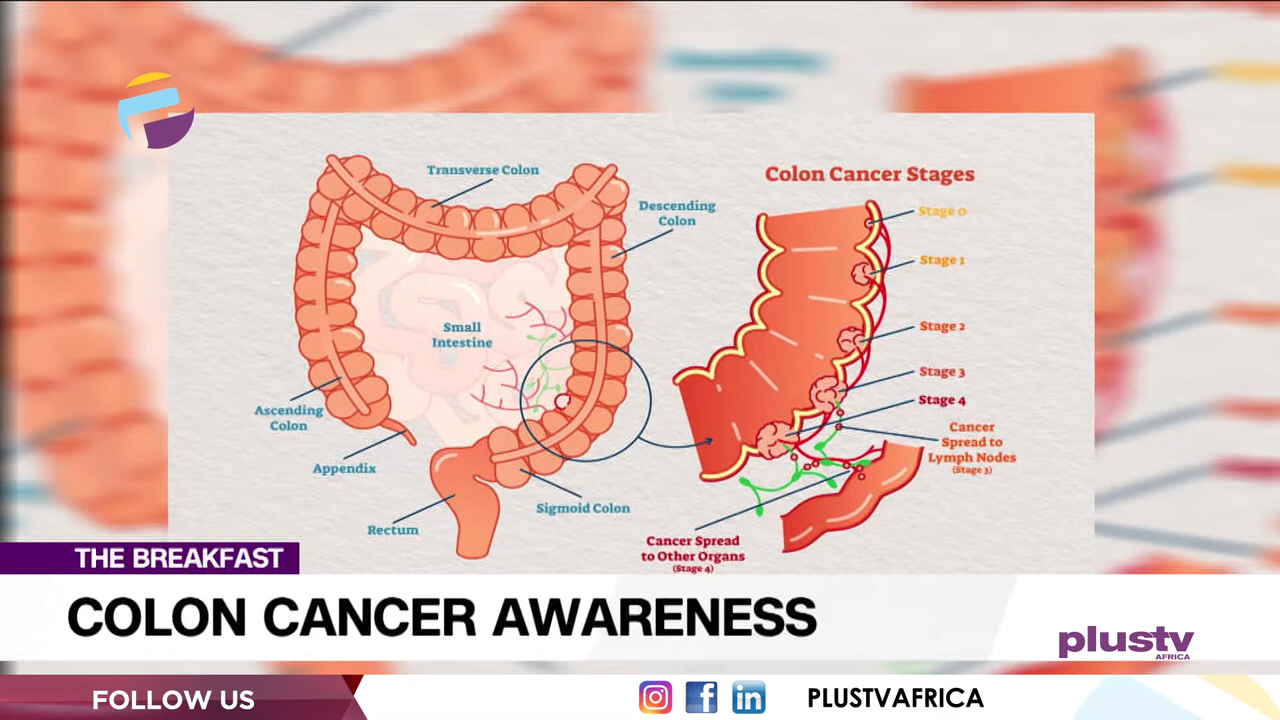 Transverse Colon
Descending
Colon
Small
Intestine
Ascending
Colon
Appendix
Rectum
Sigmoid Colon
Colon Cancer Stages
Stage 0
Stage 1
Stage 2
Stage 3
Stage 4
Cancer
Spread to
Lymph Nodes
(Stage 3)
Cancer Spread
to Other Organs
(Stage 4)
THE BREAKFAST
COLON CANCER AWARENESS
plustv
AFRICA
FOLLOW US
PLUSTVAFRICA